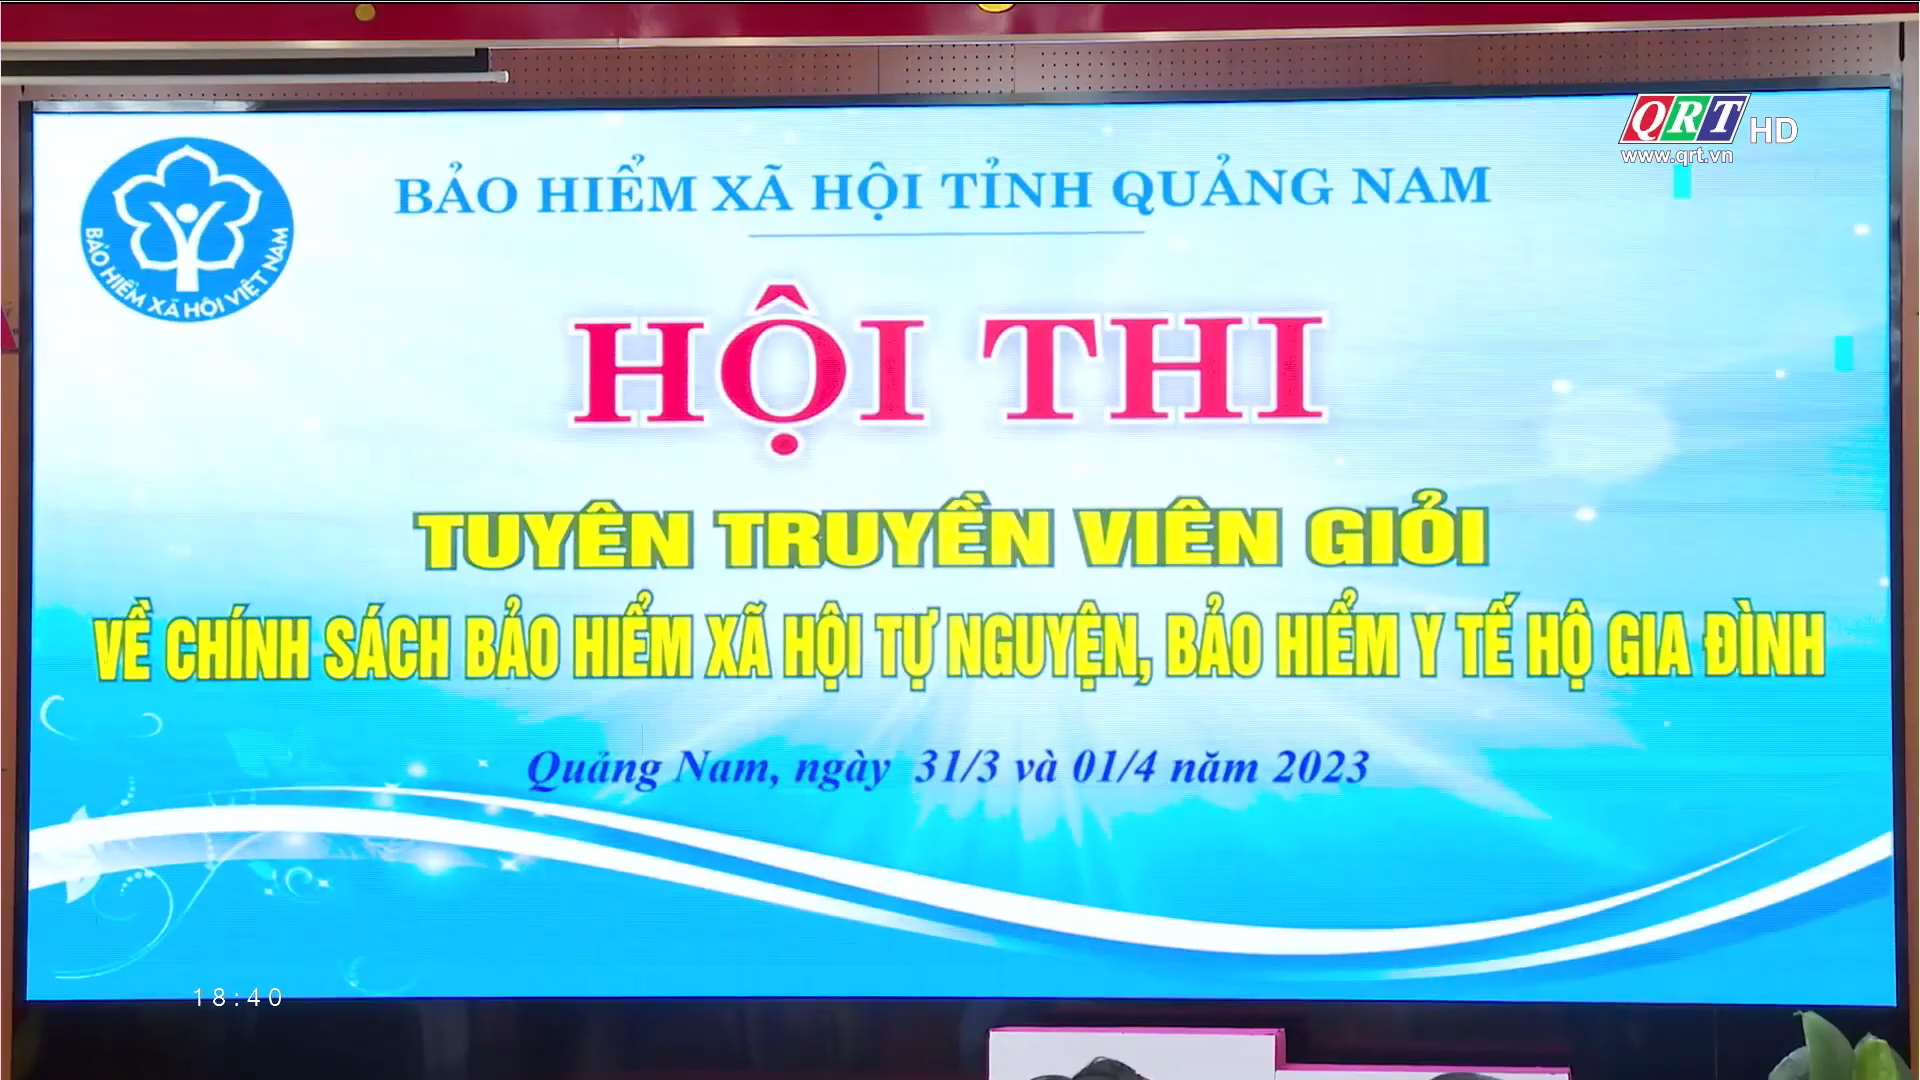 QRT HD
www.qrt.vn
BẢO HIỂM XÃ HỘI TỈNH QUẢNG NAM
BẢO HIỂM XÃ HỘI VIỆT NAM
HỘI THI
TUYÊN TRUYỀN VIÊN GIỎI
VỀ CHÍNH SÁCH BẢO HIỂM XÃ HỘI TỰ NGUYỆN, BẢO HIỂM Y TẾ HỘ GIA ĐÌNH
Quảng Nam, ngày 31/3 và 01/4 năm 2023
18:40